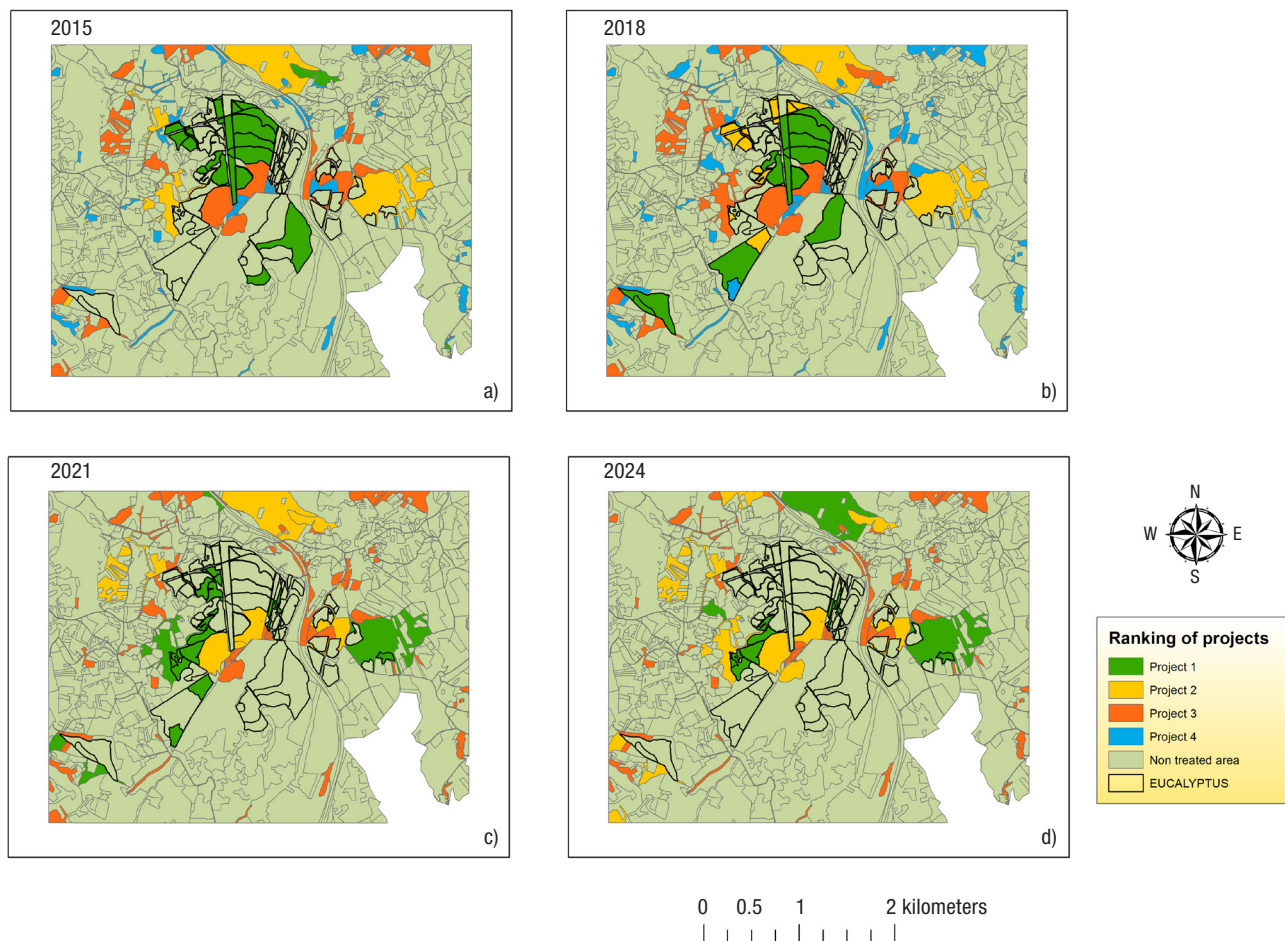 2015
a)
2018
b)
2021
c)
2024
d)
N
W E
S
Ranking of projects
Project 1
Project 2
Project 3
Project 4
Non treated area
EUCALYPTUS
0 0.5 1 2 kilometers